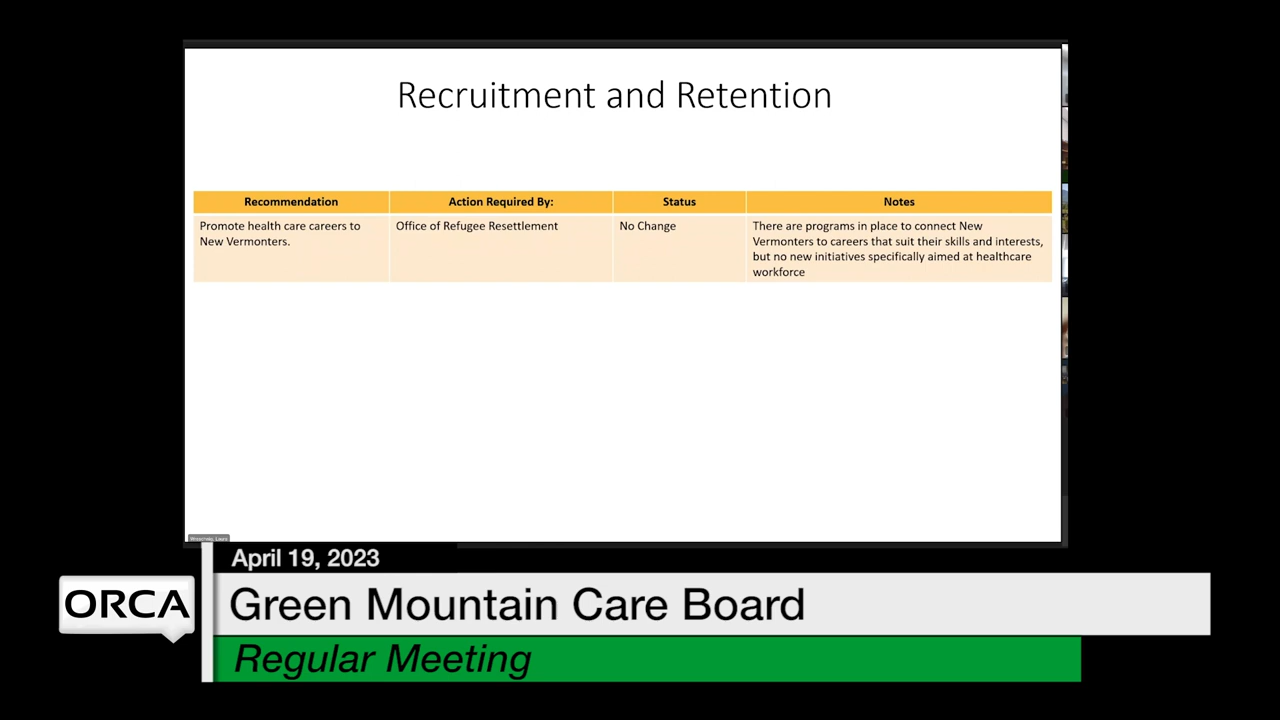 Recruitment and Retention
Recommendation
Action Required By:
Status
Notes
Promote health care careers to
New Vermonters.
Office of Refugee Resettlement
No Change
There are programs in place to connect New
Vermonters to careers that suit their skills and interests,
but no new initiatives specifically aimed at healthcare
workforce
April 19, 2023
ORCA
Green Mountain Care Board
Regular Meeting